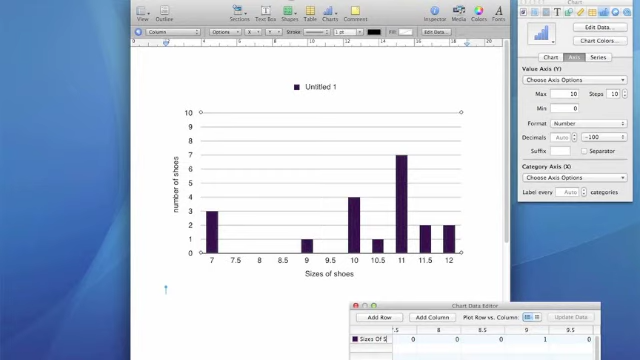 Chart
View Outline Sections Text Box Shapes Table Charts Comment Inspector Media Colors Fonts
Column Options Stroke: 1 pt Fill: Edit Data...
Edit Data...
Chart Colors...
Chart Axis Series
Value Axis (Y)
Choose Axis Options
Max 10 Steps 10
Min 0
Format Number
Decimals Auto -100
Suffix Separator
Category Axis (X)
Choose Axis Options
Label every Auto categories
Untitled 1
10
9
8
7
6
5
4
3
2
1
0
number of shoes
7 7.5 8 8.5 9 9.5 10 10.5 11 11.5 12
Sizes of shoes
Chart Data Editor
Add Row Add Column Plot Row vs. Column: Update Data
7.5 8 8.5 9 9.5
Sizes Of S 0 0 0 1 0